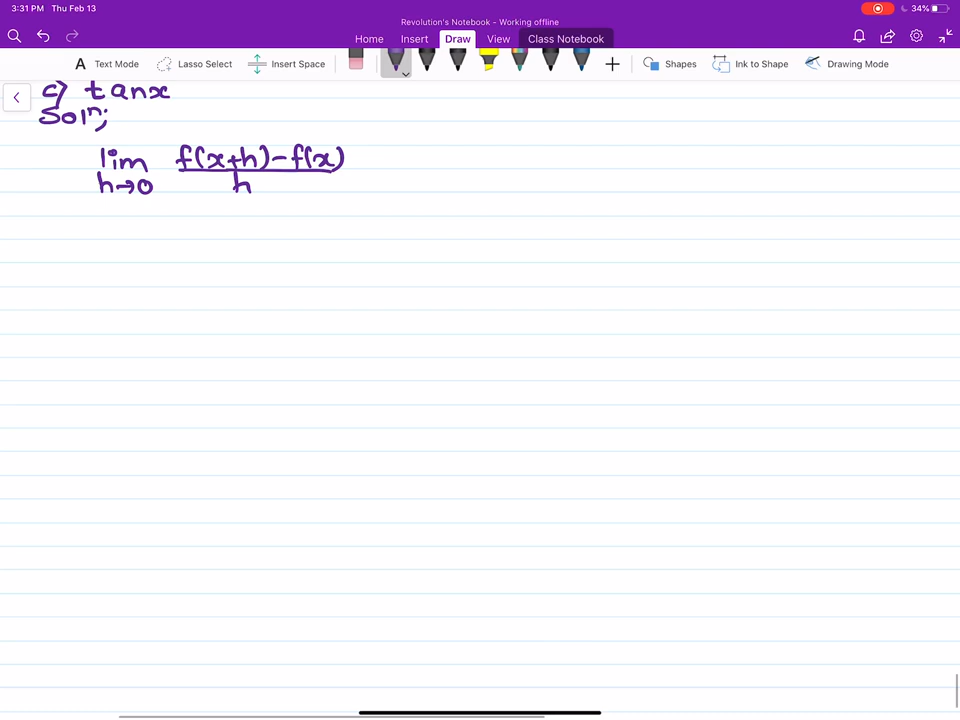 3:31 PM Thu Feb 13
34%
Revolution's Notebook - Working offline
Home Insert Draw View Class Notebook
A Text Mode Lasso Select Insert Space Shapes Ink to Shape Drawing Mode
c) tanx
Solⁿ;
lim f(x+h)-f(x)
h→0 h